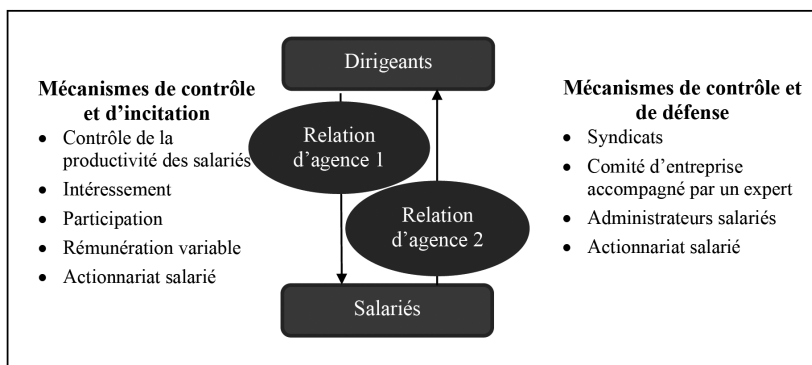 Dirigeants
Mécanismes de contrôle
et d'incitation
• Contrôle de la
productivité des salariés
• Intéressement
• Participation
• Rémunération variable
• Actionnariat salarié
Relation
d'agence 1
Relation
d'agence 2
Salariés
Mécanismes de contrôle et
de défense
• Syndicats
• Comité d'entreprise
accompagné par un expert
• Administrateurs salariés
• Actionnariat salarié